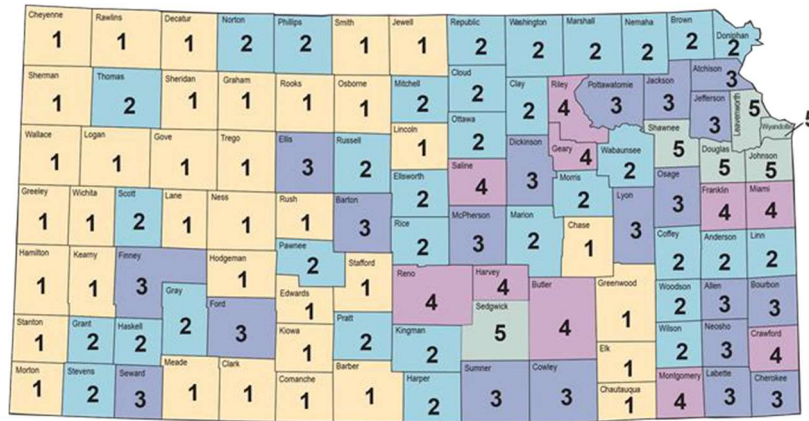 Cheyenne
1
Rawlins
1
Decatur
1
Norton
2
Phillips
2
Smith
1
Jewell
1
Republic
2
Washington
2
Marshall
2
Nemaha
2
Brown
2
Doniphan
2
Sherman
1
Thomas
2
Sheridan
1
Graham
1
Rooks
1
Osborne
1
Mitchell
2
Cloud
2
Clay
2
Riley
4
Pottawatomie
3
Jackson
3
Atchison
3
Jefferson
3
Leavenworth
5
Wyandotte
5
Wallace
1
Logan
1
Gove
1
Trego
1
Ellis
3
Russell
2
Lincoln
1
Ottawa
2
Saline
4
Dickinson
3
Geary
4
Wabaunsee
2
Shawnee
5
Douglas
5
Johnson
5
Greeley
1
Wichita
1
Scott
2
Lane
1
Ness
1
Rush
1
Barton
3
Ellsworth
2
Rice
2
McPherson
3
Marion
2
Morris
2
Chase
1
Lyon
3
Osage
3
Franklin
4
Miami
4
Hamilton
1
Kearny
1
Finney
3
Hodgeman
1
Pawnee
2
Stafford
1
Edwards
1
Reno
4
Harvey
4
Sedgwick
5
Butler
4
Greenwood
1
Coffey
2
Anderson
2
Linn
2
Woodson
2
Allen
3
Bourbon
3
Stanton
1
Grant
2
Haskell
2
Gray
2
Ford
3
Kiowa
1
Pratt
2
Kingman
2
Elk
1
Wilson
2
Neosho
3
Crawford
4
Morton
1
Stevens
2
Seward
3
Meade
1
Clark
1
Comanche
1
Barber
1
Harper
2
Sumner
3
Cowley
3
Chautauqua
1
Montgomery
4
Labette
3
Cherokee
3